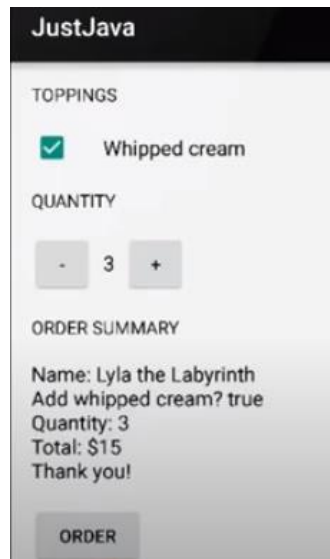 JustJava
TOPPINGS
Whipped cream
QUANTITY
- 3 +
ORDER SUMMARY
Name: Lyla the Labyrinth
Add whipped cream? true
Quantity: 3
Total: $15
Thank you!
ORDER